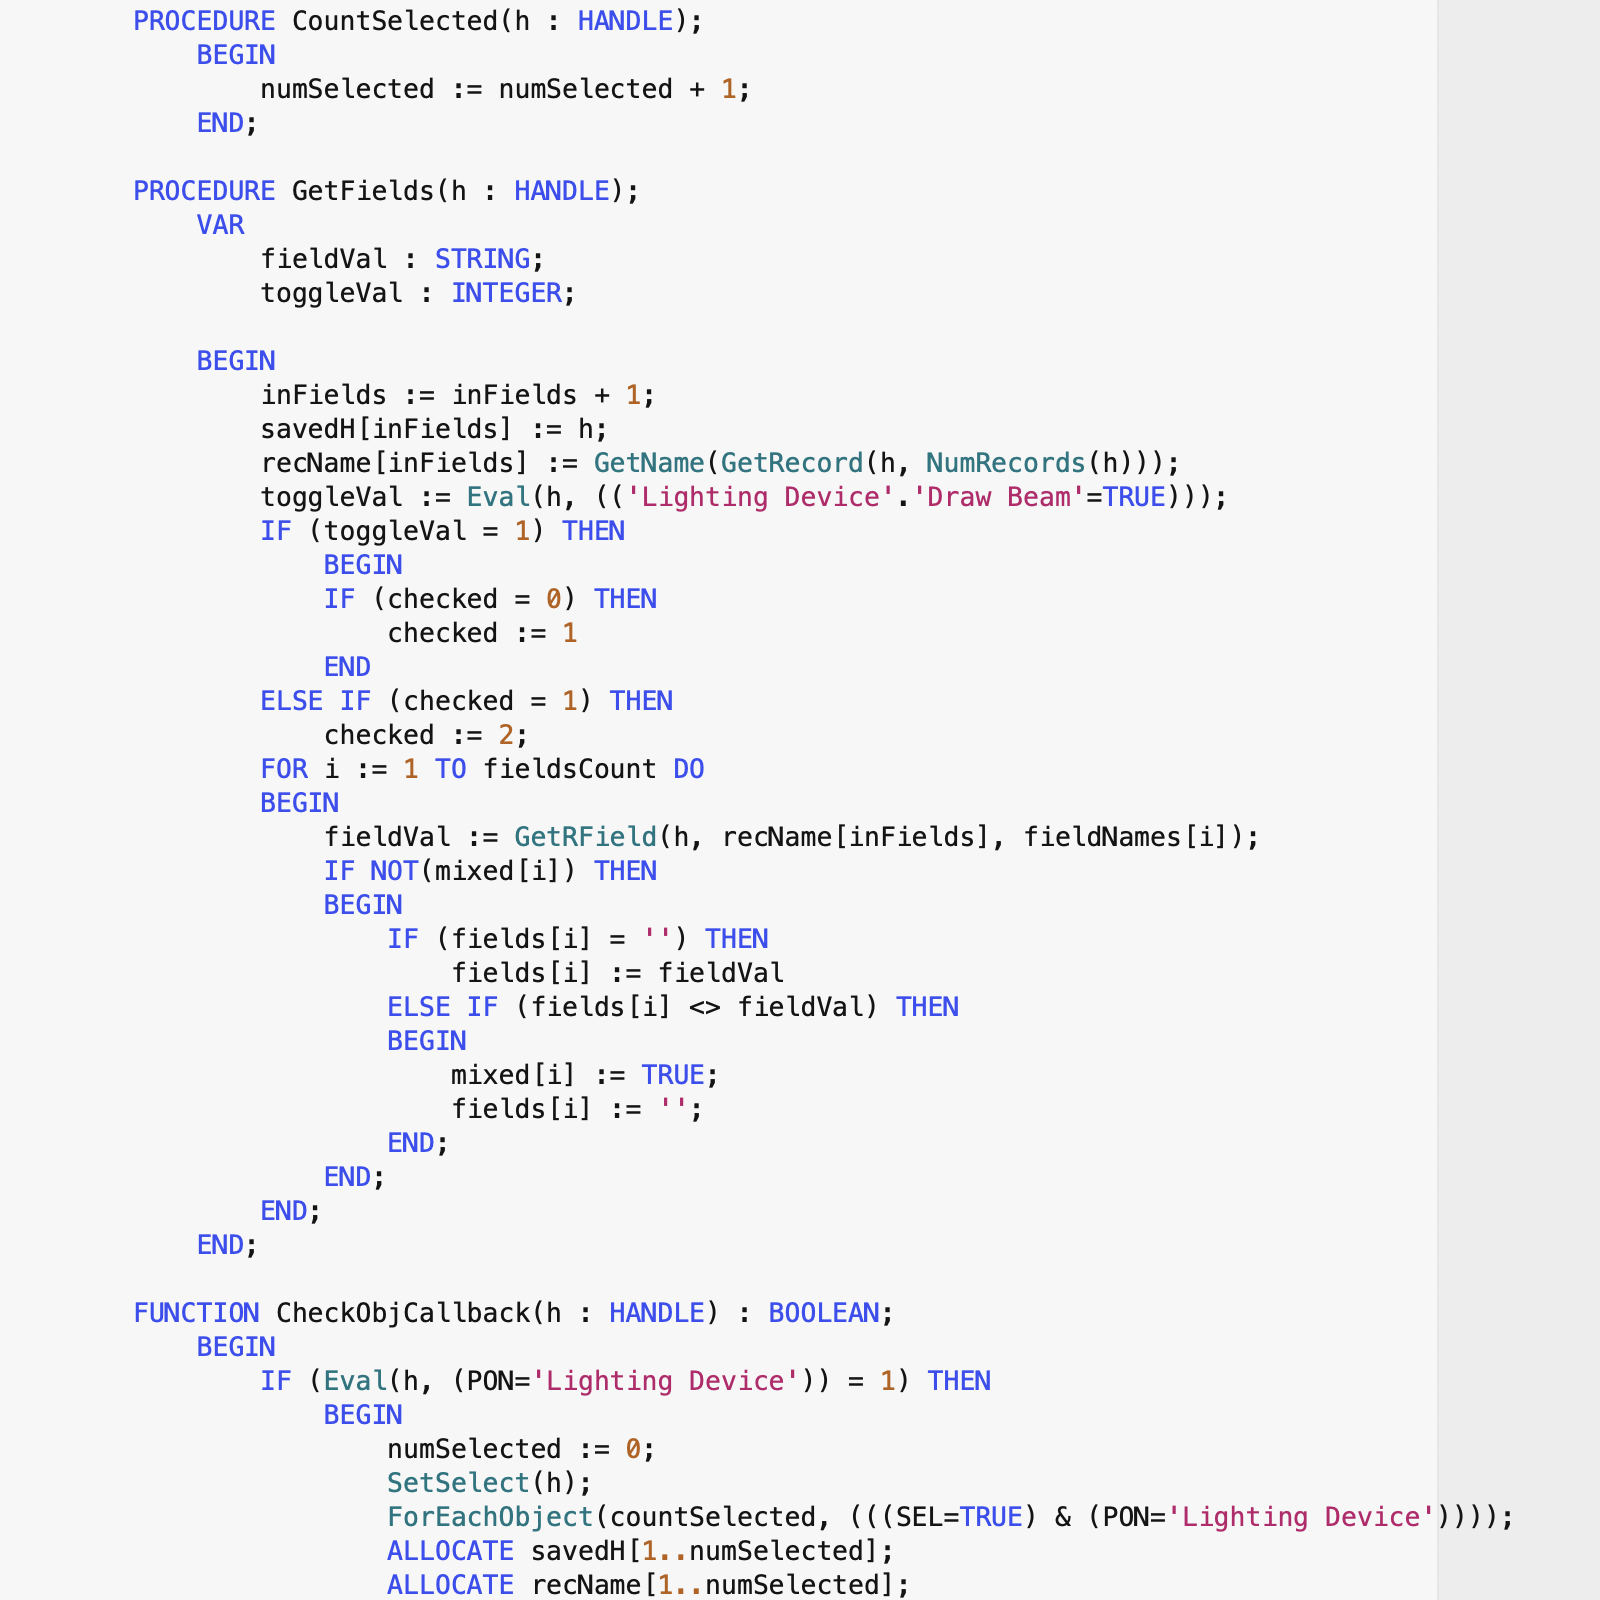 PROCEDURE CountSelected(h : HANDLE);
BEGIN
numSelected := numSelected + 1;
END;
PROCEDURE GetFields(h : HANDLE);
VAR
fieldVal : STRING;
toggleVal : INTEGER;
BEGIN
inFields := inFields + 1;
savedH[inFields] := h;
recName[inFields] := GetName(GetRecord(h, NumRecords(h)));
toggleVal := Eval(h, (('Lighting Device'.'Draw Beam'=TRUE)));
IF (toggleVal = 1) THEN
BEGIN
IF (checked = 0) THEN
checked := 1
END
ELSE IF (checked = 1) THEN
checked := 2;
FOR i := 1 TO fieldsCount DO
BEGIN
fieldVal := GetRField(h, recName[inFields], fieldNames[i]);
IF NOT(mixed[i]) THEN
BEGIN
IF (fields[i] = '') THEN
fields[i] := fieldVal
ELSE IF (fields[i] <> fieldVal) THEN
BEGIN
mixed[i] := TRUE;
fields[i] := '';
END;
END;
END;
END;
FUNCTION CheckObjCallback(h : HANDLE) : BOOLEAN;
BEGIN
IF (Eval(h, (PON='Lighting Device')) = 1) THEN
BEGIN
numSelected := 0;
SetSelect(h);
ForEachObject(countSelected, (((SEL=TRUE) & (PON='Lighting Device'))));
ALLOCATE savedH[1..numSelected];
ALLOCATE recName[1..numSelected];